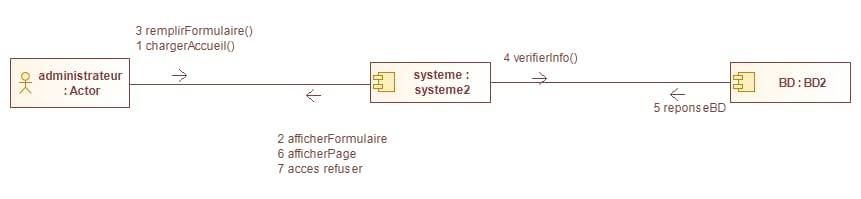 3 remplirFormulaire()
1 chargerAccueil()
administrateur
: Actor
systeme :
systeme2
4 verifierInfo()
BD : BD2
5 reponseBD
2 afficherFormulaire
6 afficherPage
7 acces refuser